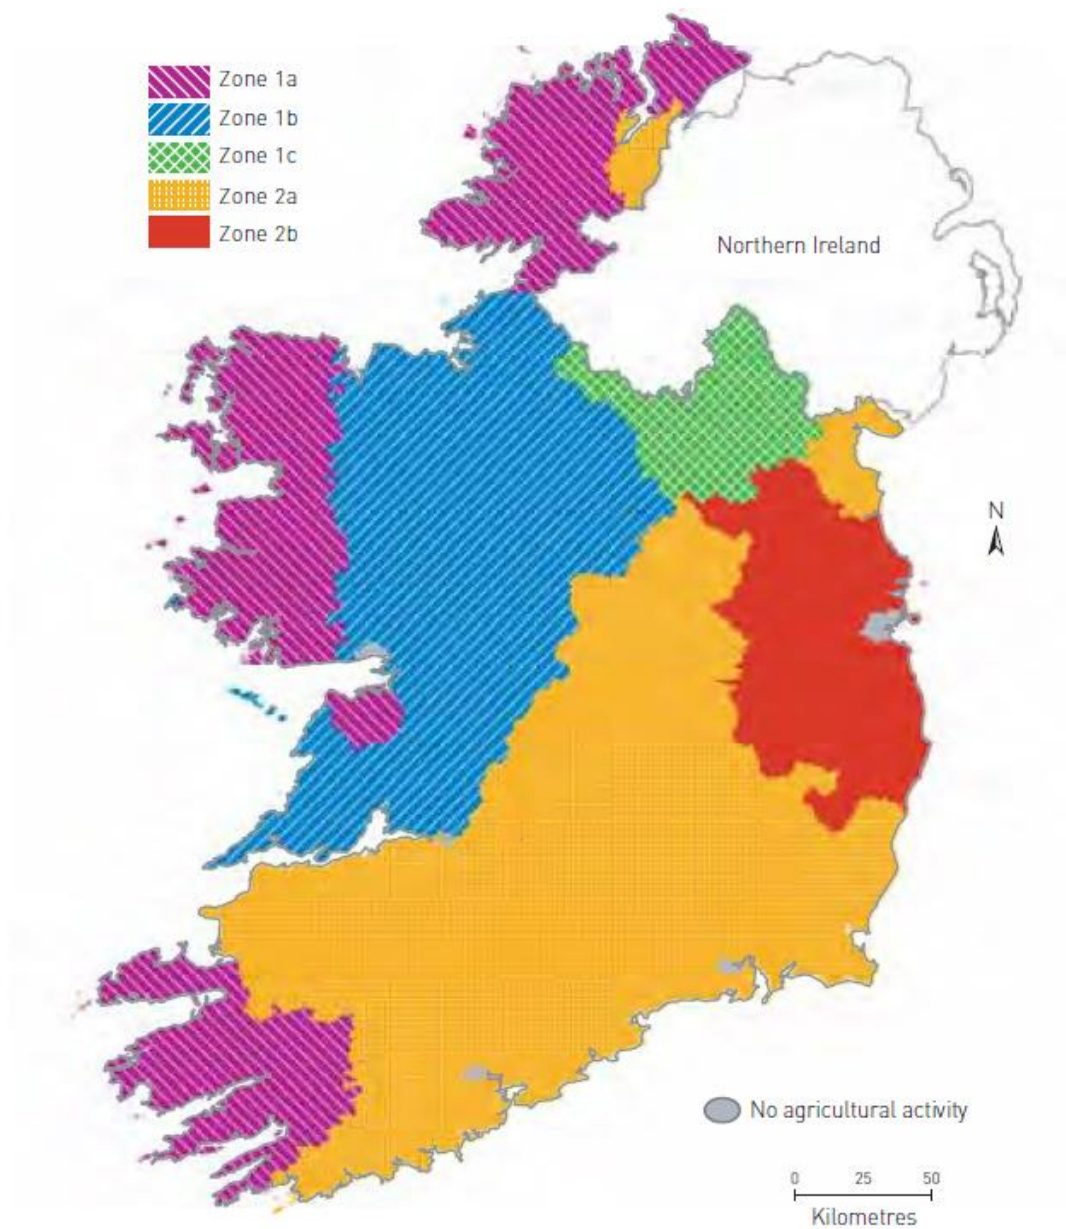 Zone 1a
Zone 1b
Zone 1c
Zone 2a
Zone 2b
Northern Ireland
N
No agricultural activity
0 25 50
Kilometres